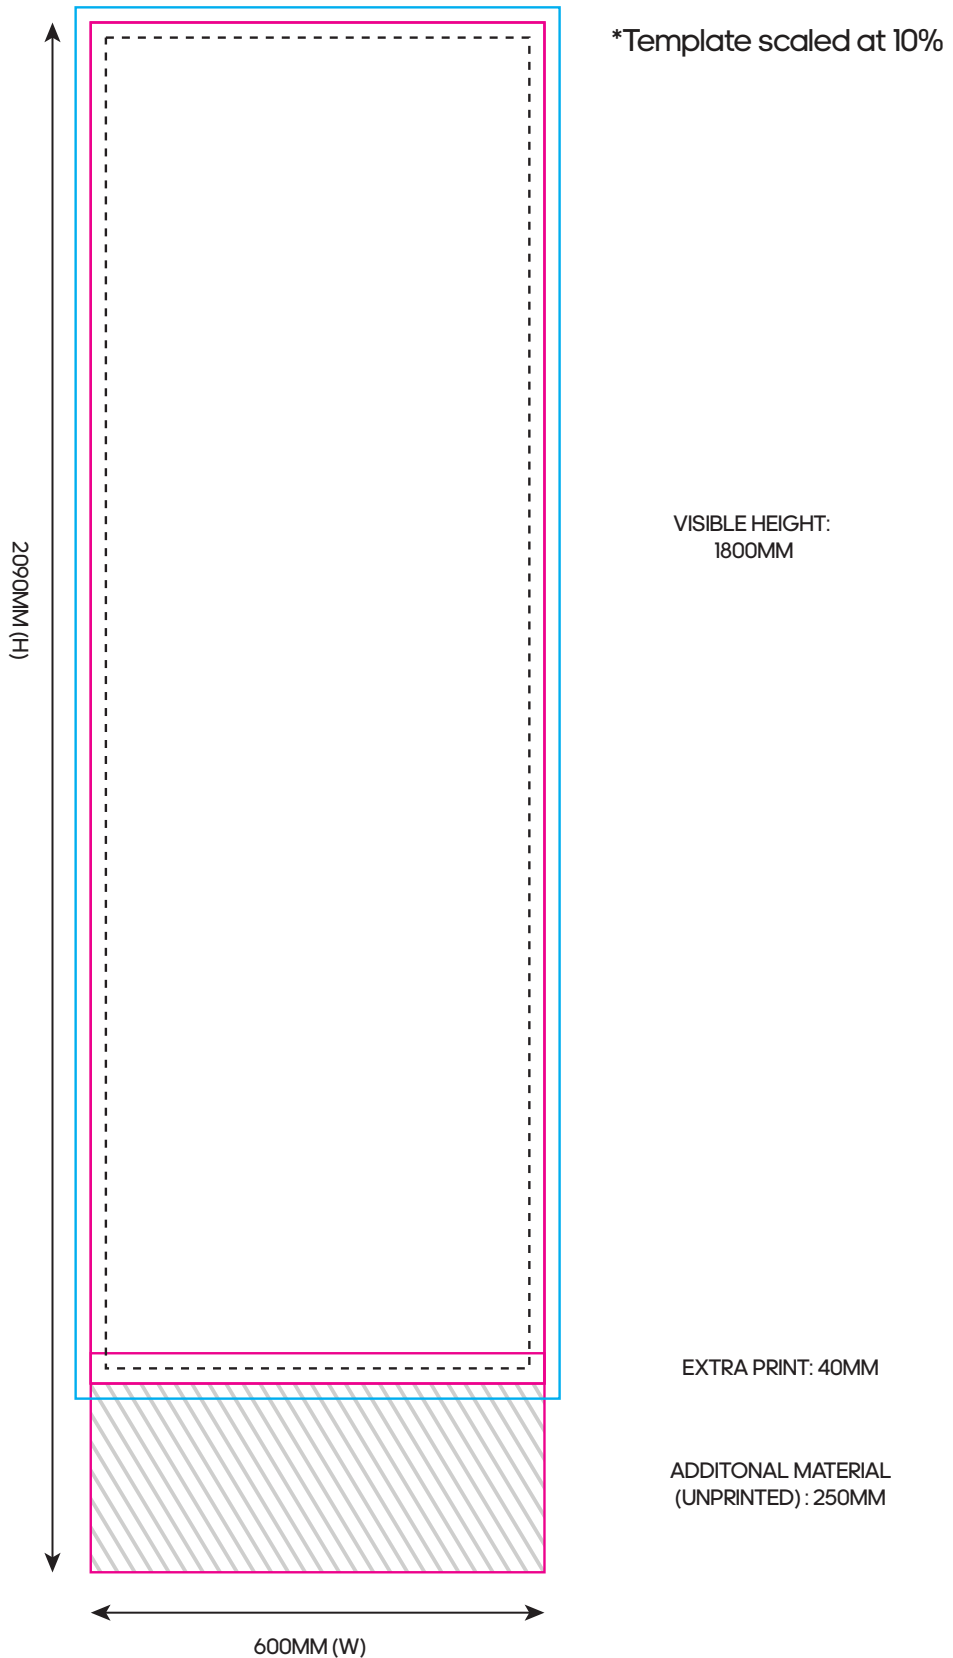 *Template scaled at 10%
VISIBLE HEIGHT:
1800MM
2090MM (H)
EXTRA PRINT: 40MM
ADDITONAL MATERIAL
(UNPRINTED) : 250MM
600MM (W)